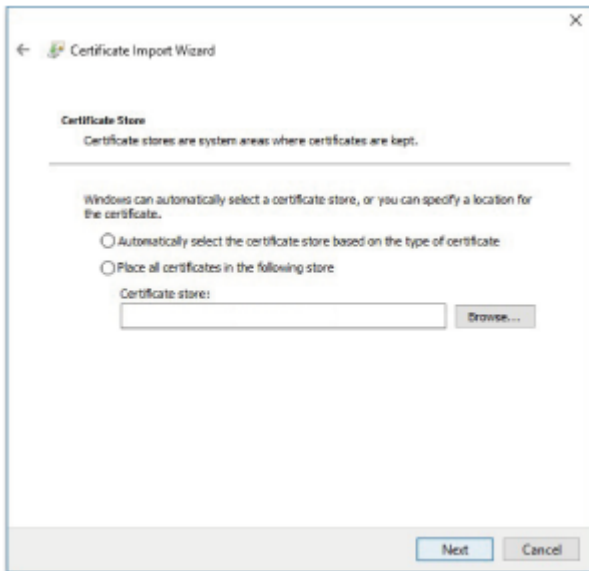 Certificate Import Wizard
Certificate Store
Certificate stores are system areas where certificates are kept.
Windows can automatically select a certificate store, or you can specify a location for
the certificate.
Automatically select the certificate store based on the type of certificate
Place all certificates in the following store
Certificate store:
Browse...
Next
Cancel